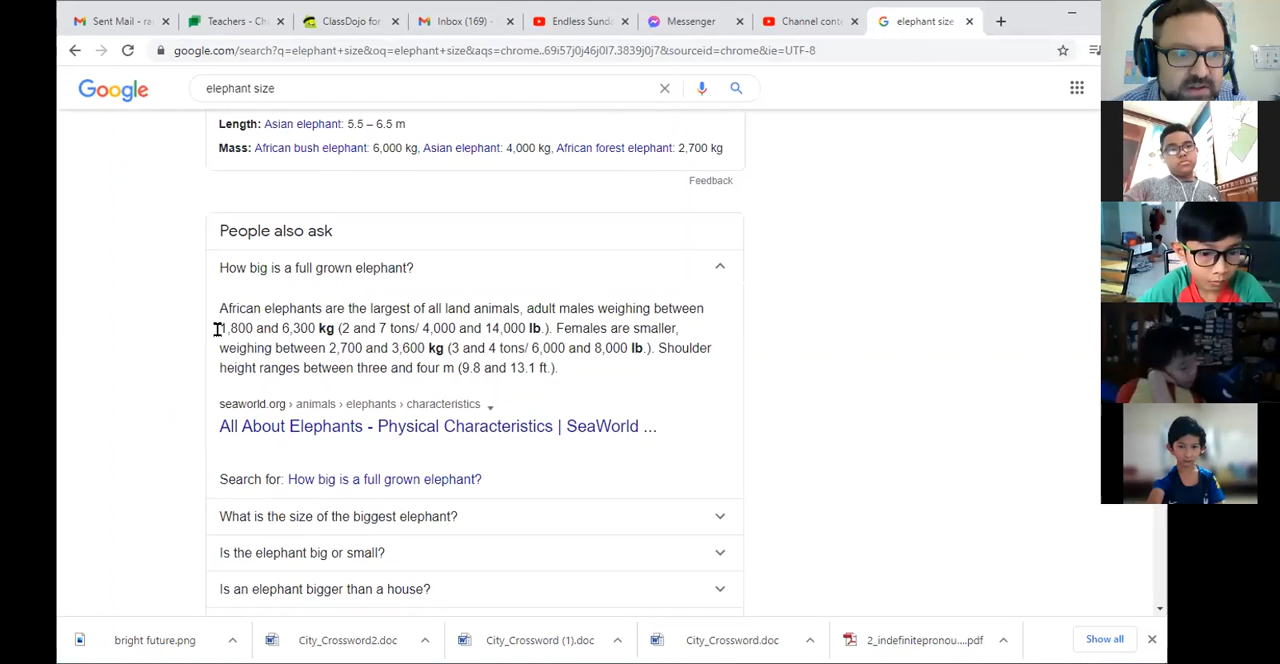 Sent Mail - ra
Teachers - Ch
ClassDojo for
Inbox (169) -
Endless Sund
Messenger
Channel cont
elephant size
google.com/search?q=elephant+size&oq=elephant+size&aqs=chrome..69i57j0j46j0l7.3839j0j7&sourceid=chrome&ie=UTF-8
Google
elephant size
Length: Asian elephant: 5.5 – 6.5 m
Mass: African bush elephant: 6,000 kg, Asian elephant: 4,000 kg, African forest elephant: 2,700 kg
Feedback
People also ask
How big is a full grown elephant?
African elephants are the largest of all land animals, adult males weighing between
1,800 and 6,300 kg (2 and 7 tons/ 4,000 and 14,000 lb.). Females are smaller,
weighing between 2,700 and 3,600 kg (3 and 4 tons/ 6,000 and 8,000 lb.). Shoulder
height ranges between three and four m (9.8 and 13.1 ft.).
seaworld.org › animals › elephants › characteristics
All About Elephants - Physical Characteristics | SeaWorld ...
Search for: How big is a full grown elephant?
What is the size of the biggest elephant?
Is the elephant big or small?
Is an elephant bigger than a house?
bright future.png
City_Crossword2.doc
City_Crossword (1).doc
City_Crossword.doc
2_indefinitepronou....pdf
Show all